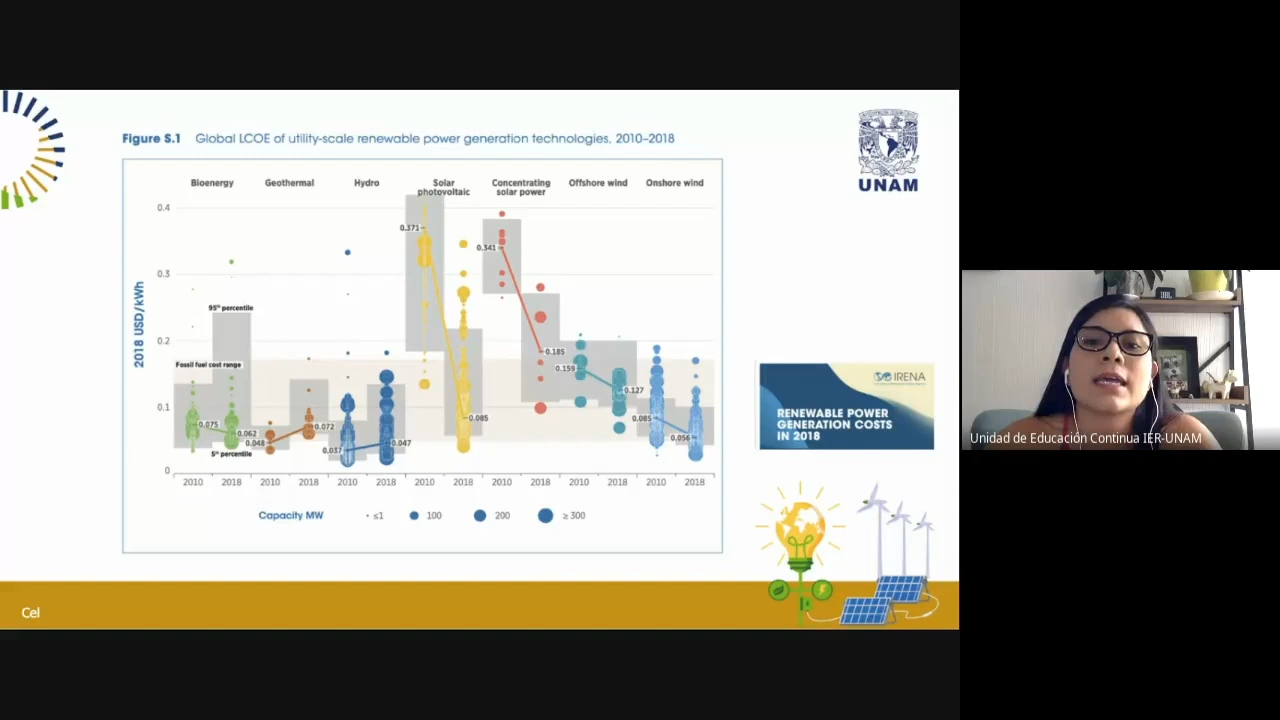 Figure S.1 Global LCOE of utility-scale renewable power generation technologies, 2010–2018
UNAM
Bioenergy Geothermal Hydro Solar photovoltaic Concentrating solar power Offshore wind Onshore wind
2018 USD/kWh
0.4
0.3
0.2
0.1
0
95th percentile
Fossil fuel cost range
5th percentile
0.075
0.062
0.048
0.072
0.037
0.047
0.371
0.085
0.341
0.185
0.159
0.127
0.085
0.056
2010 2018 2010 2018 2010 2018 2010 2018 2010 2018 2010 2018 2010 2018
Capacity MW ≤1 100 200 ≥ 300
IRENA
RENEWABLE POWER
GENERATION COSTS
IN 2018
JBL
Unidad de Educación Continua IER-UNAM
Cel